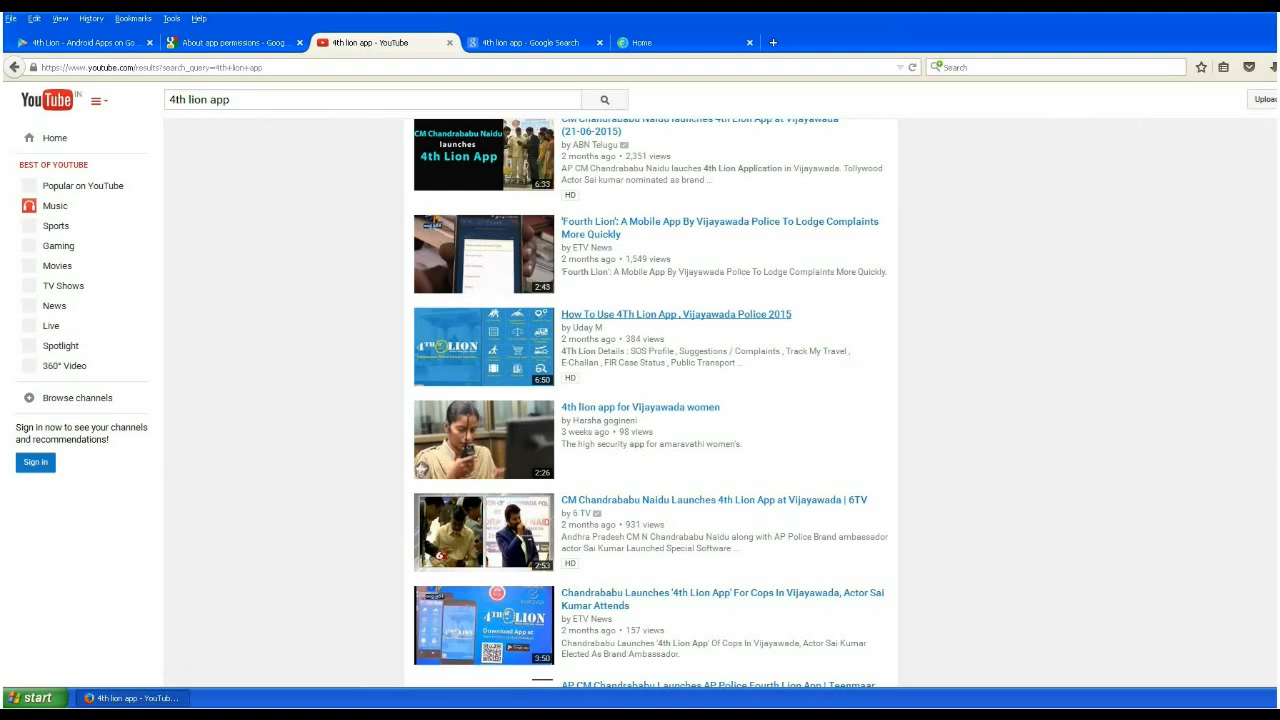 File Edit View History Bookmarks Tools Help
4th Lion - Android Apps on Go...
About app permissions - Goog...
4th lion app - YouTube
4th lion app - Google Search
Home
https://www.youtube.com/results?search_query=4th+lion+app
Search
YouTube IN
4th lion app
Upload
Home
BEST OF YOUTUBE
Popular on YouTube
Music
Sports
Gaming
Movies
TV Shows
News
Live
Spotlight
360° Video
Browse channels
Sign in now to see your channels
and recommendations!
Sign in
CM Chandrababu Naidu
launches
4th Lion App
6:33
CM Chandrababu Naidu launches 4th Lion App at Vijayawada
(21-06-2015)
by ABN Telugu
2 months ago • 2,351 views
AP CM Chandrababu Naidu lauches 4th Lion Application in Vijayawada. Tollywood
Actor Sai kumar nominated as brand ...
HD
2:43
'Fourth Lion': A Mobile App By Vijayawada Police To Lodge Complaints
More Quickly
by ETV News
2 months ago • 1,549 views
'Fourth Lion': A Mobile App By Vijayawada Police To Lodge Complaints More Quickly.
4TH LION
6:50
How To Use 4Th Lion App , Vijayawada Police 2015
by Uday M
2 months ago • 384 views
4Th Lion Details : SOS Profile , Suggestions / Complaints , Track My Travel ,
E-Challan , FIR Case Status , Public Transport ...
HD
2:26
4th lion app for Vijayawada women
by Harsha gogineni
3 weeks ago • 98 views
The high security app for amaravathi women's.
2:53
CM Chandrababu Naidu Launches 4th Lion App at Vijayawada | 6TV
by 6 TV
2 months ago • 931 views
Andhra Pradesh CM N Chandrababu Naidu along with AP Police Brand ambassador
actor Sai Kumar Launched Special Software ...
HD
4TH LION
Download App at
3:50
Chandrababu Launches '4th Lion App' For Cops In Vijayawada, Actor Sai
Kumar Attends
by ETV News
2 months ago • 157 views
Chandrababu Launches '4th Lion App' Of Cops In Vijayawada, Actor Sai Kumar
Elected As Brand Ambassador.
AP CM Chandrababu Launches AP Police Fourth Lion App | Teenmaar
start
4th lion app - YouTub...